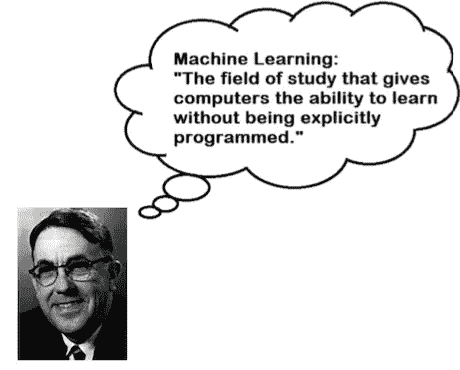 Machine Learning:
"The field of study that gives
computers the ability to learn
without being explicitly
programmed."